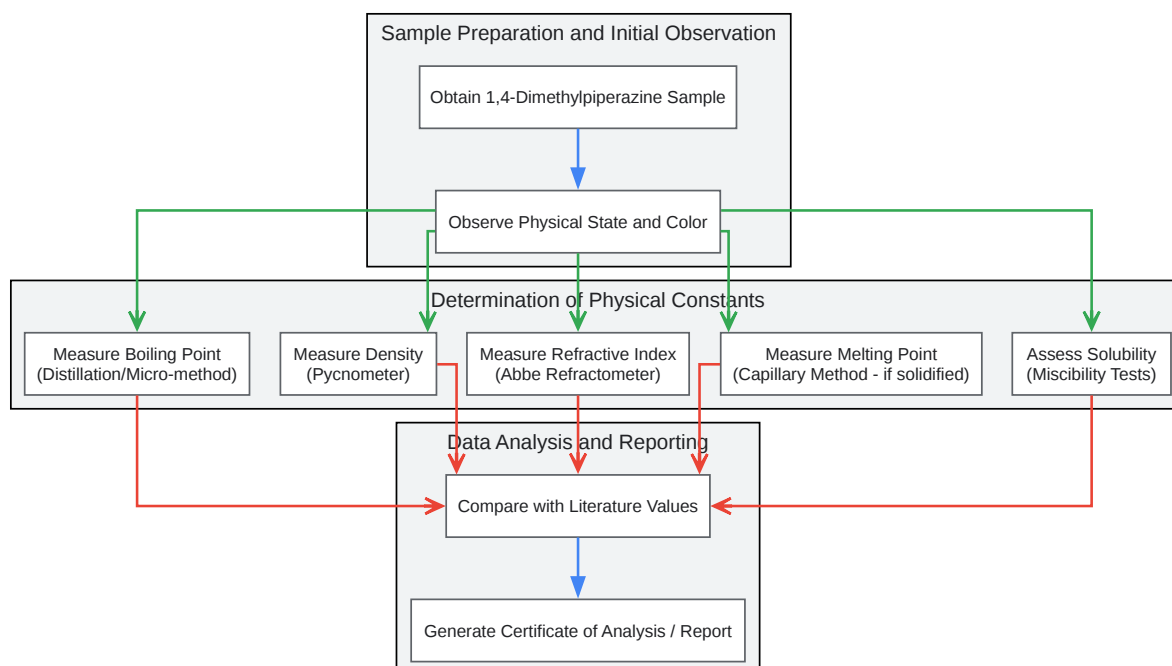 Sample Preparation and Initial Observation
Obtain 1,4-Dimethylpiperazine Sample
Observe Physical State and Color
Determination of Physical Constants
Measure Boiling Point
(Distillation/Micro-method)
Measure Density
(Pycnometer)
Measure Refractive Index
(Abbe Refractometer)
Measure Melting Point
(Capillary Method - if solidified)
Assess Solubility
(Miscibility Tests)
Data Analysis and Reporting
Compare with Literature Values
Generate Certificate of Analysis / Report